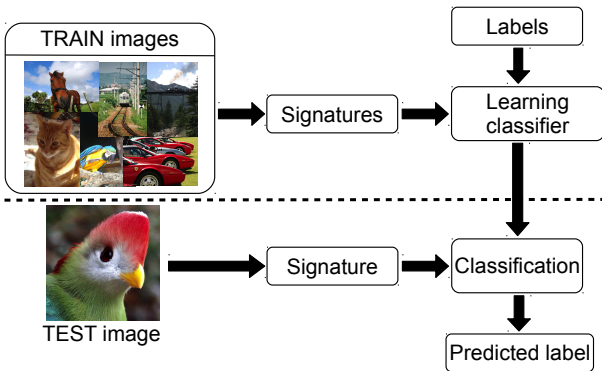 TRAIN images
Labels
Signatures
Learning
classifier
Signature
Classification
TEST image
Predicted label